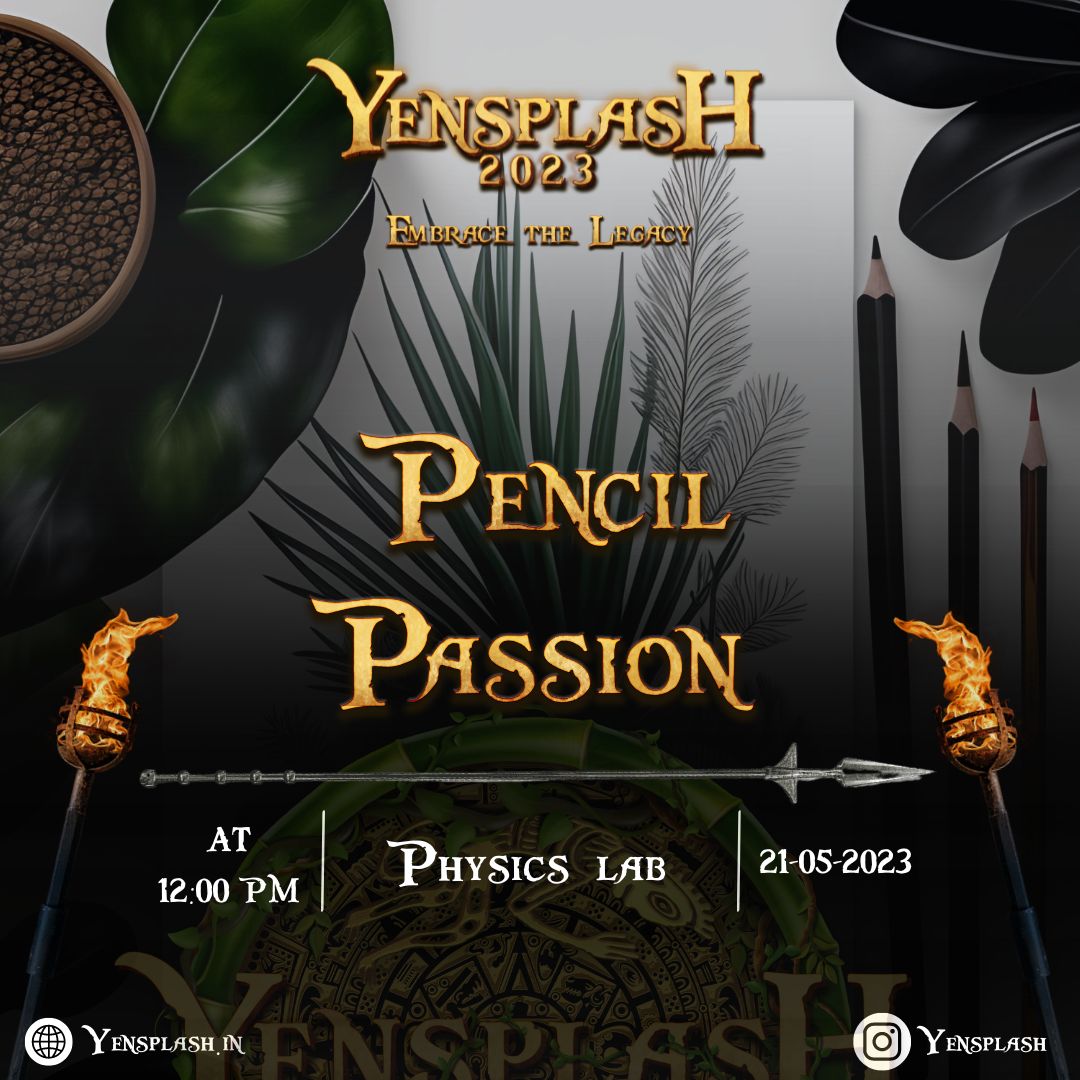 Yensplash
2023
Embrace the Legacy
Pencil
Passion
at
12:00 PM
Physics lab
21-05-2023
Yensplash
Yensplash.in
Yensplash